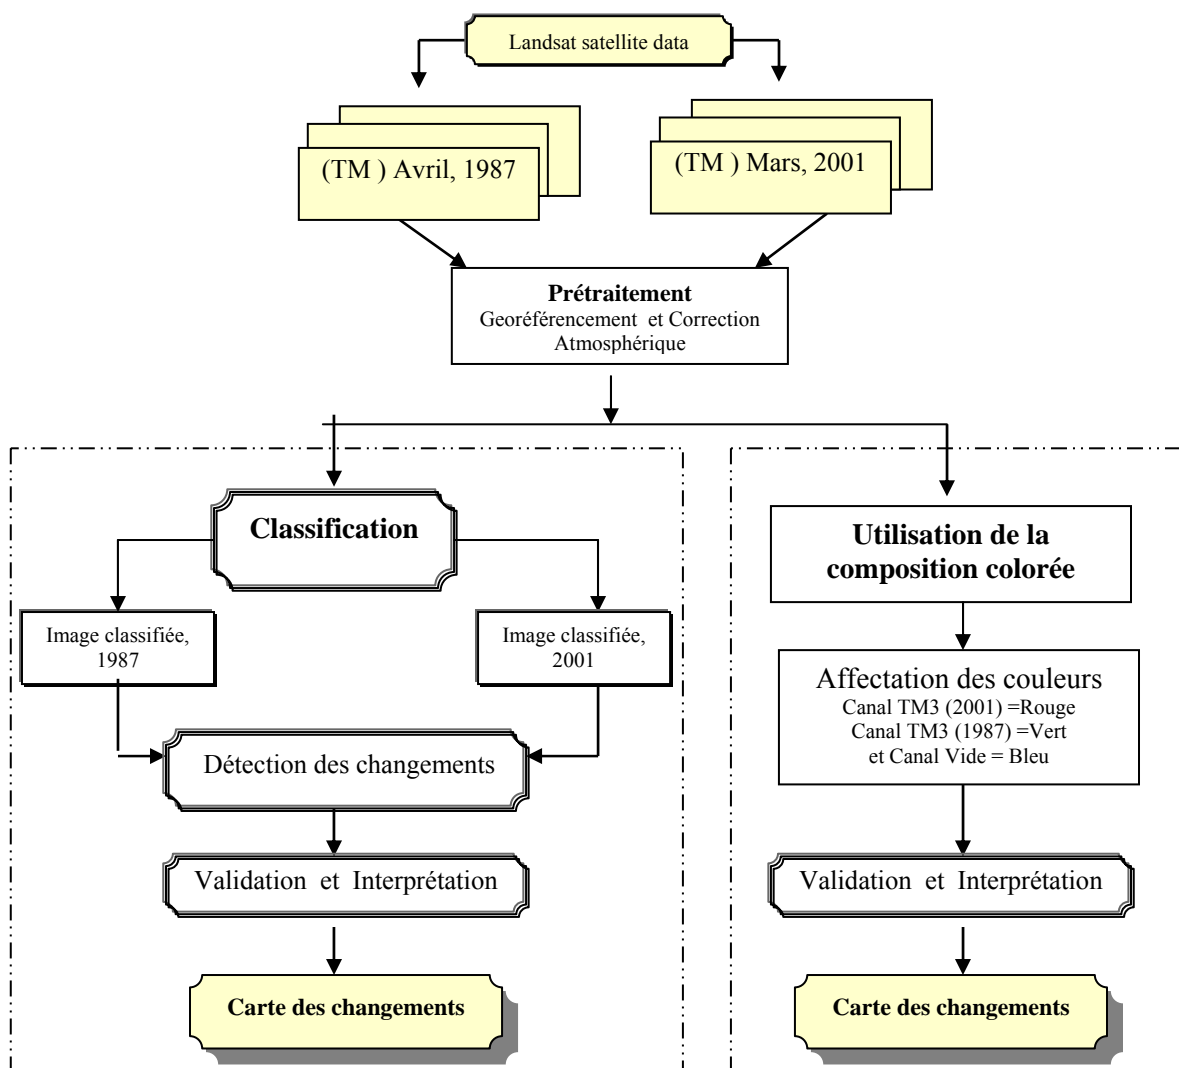 Landsat satellite data
(TM ) Avril, 1987
(TM ) Mars, 2001
Prétraitement
Georéférencement et Correction
Atmosphérique
Classification
Utilisation de la
composition colorée
Image classifiée,
1987
Image classifiée,
2001
Affectation des couleurs
Canal TM3 (2001) =Rouge
Canal TM3 (1987) =Vert
et Canal Vide = Bleu
Détection des changements
Validation et Interprétation
Validation et Interprétation
Carte des changements
Carte des changements